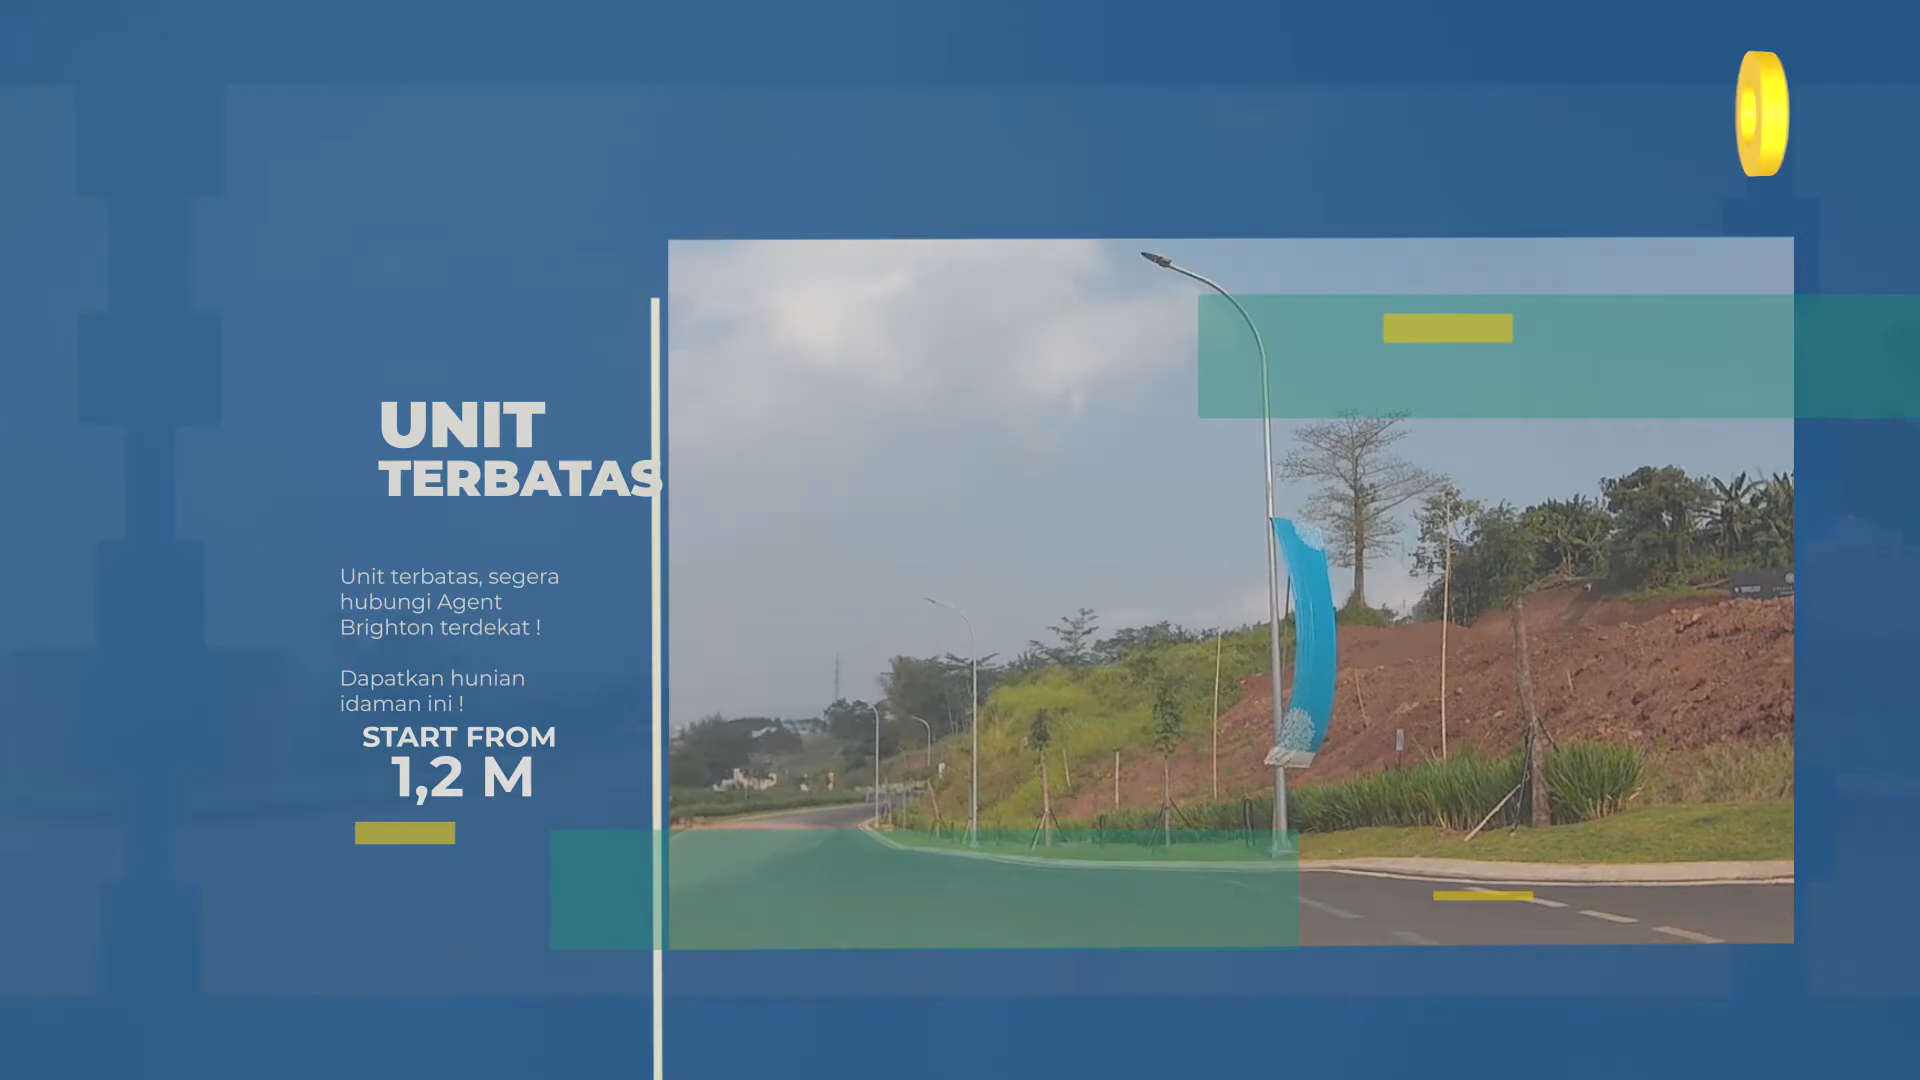 UNIT
TERBATAS
Unit terbatas, segera
hubungi Agent
Brighton terdekat !
Dapatkan hunian
idaman ini !
START FROM
1,2 M